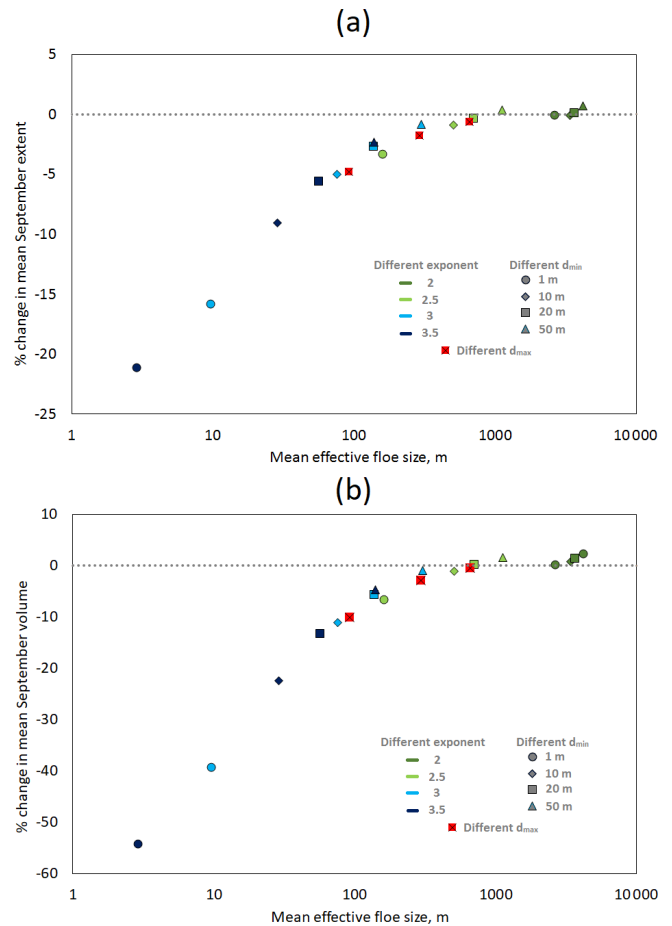 (a)
5
0
-5
-10
-15
-20
-25
% change in mean September extent
Different exponent
2
2.5
3
3.5
Different dmin
1 m
10 m
20 m
50 m
Different dmax
1 10 100 1000 10 000
Mean effective floe size, m
(b)
10
0
-10
-20
-30
-40
-50
-60
% change in mean September volume
Different exponent
2
2.5
3
3.5
Different dmin
1 m
10 m
20 m
50 m
Different dmax
1 10 100 1000 10 000
Mean effective floe size, m